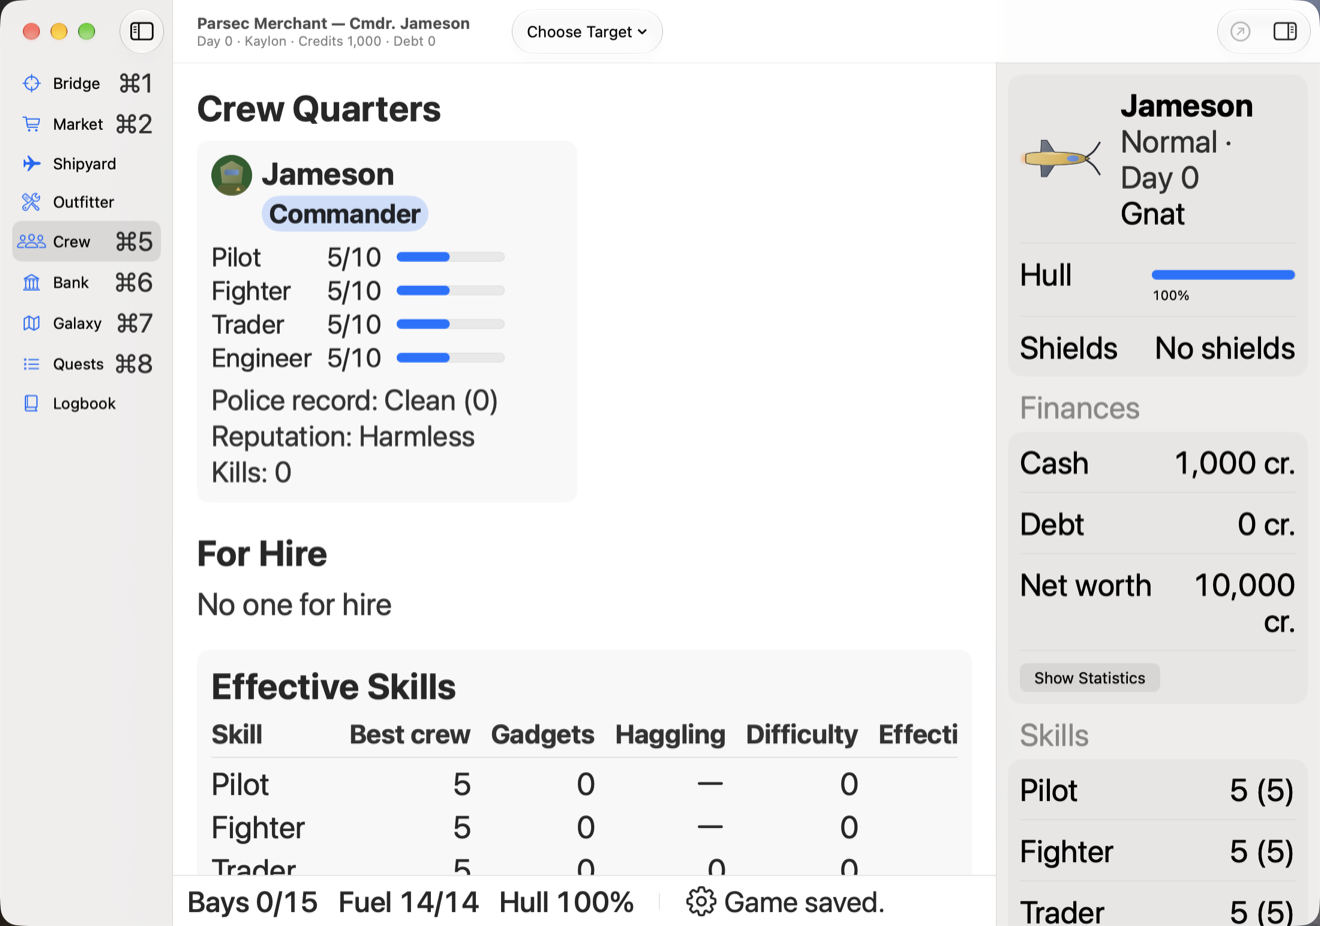 Parsec Merchant — Cmdr. Jameson
Day 0 · Kaylon · Credits 1,000 · Debt 0
Choose Target
Bridge ⌘1
Market ⌘2
Shipyard
Outfitter
Crew ⌘5
Bank ⌘6
Galaxy ⌘7
Quests ⌘8
Logbook
Crew Quarters
Jameson
Commander
Pilot 5/10
Fighter 5/10
Trader 5/10
Engineer 5/10
Police record: Clean (0)
Reputation: Harmless
Kills: 0
For Hire
No one for hire
Effective Skills
Skill Best crew Gadgets Haggling Difficulty Effecti
Pilot 5 0 — 0
Fighter 5 0 — 0
Trader 5 0 0 0
Bays 0/15 Fuel 14/14 Hull 100% Game saved.
Jameson
Normal ·
Day 0
Gnat
Hull
100%
Shields No shields
Finances
Cash 1,000 cr.
Debt 0 cr.
Net worth 10,000
cr.
Show Statistics
Skills
Pilot 5 (5)
Fighter 5 (5)
Trader 5 (5)